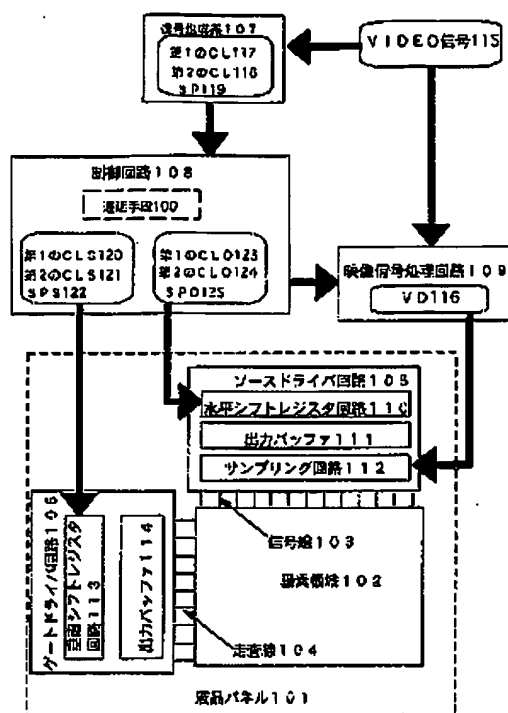 信号生成部107
第1のCL117
第2のCL118
SP119
VIDEO信号115
制御回路108
遅延手段100
第1のCLS120
第2のCLS121
SPS122
第1のCLD123
第2のCLD124
SPD125
映像信号処理回路109
VD116
ソースドライバ回路105
水平シフトレジスタ回路110
出力バッファ111
サンプリング回路112
信号線103
画素領域102
ゲートドライバ回路106
垂直シフトレジスタ
回路113
出力バッファ114
走査線104
液晶パネル101